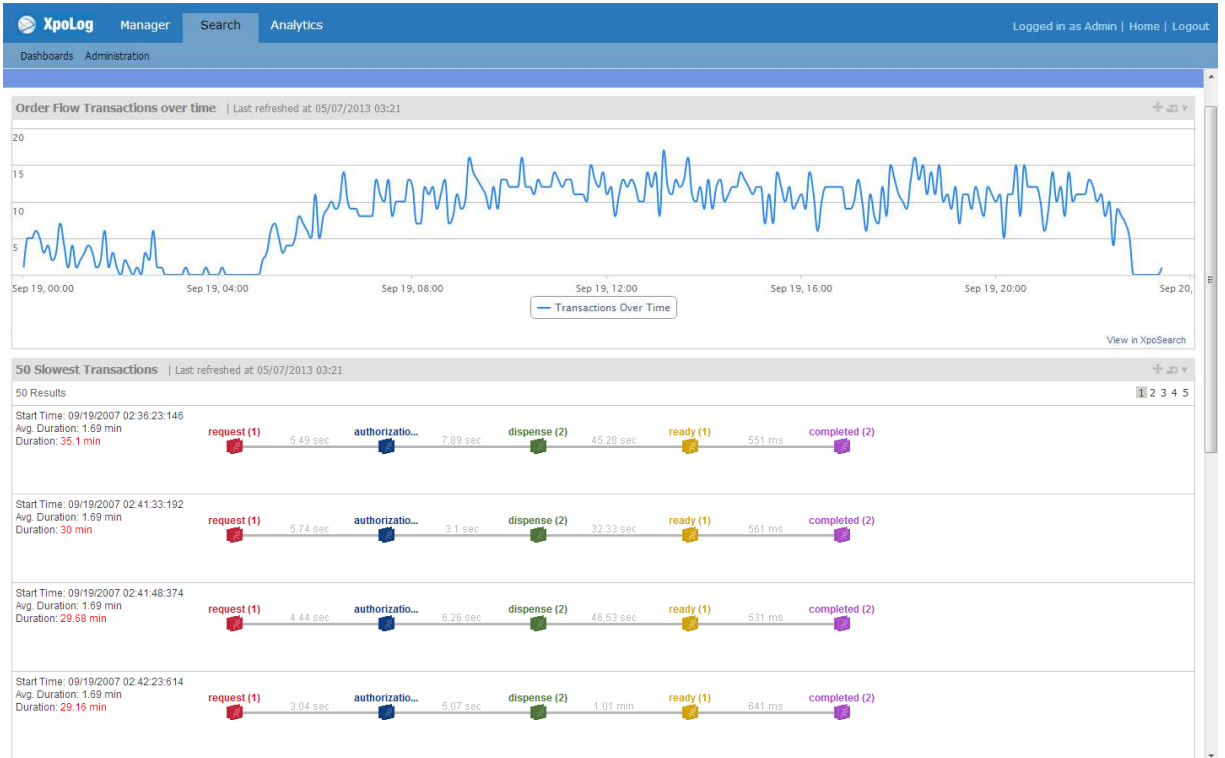 XpoLog Manager Search Analytics Logged in as Admin | Home | Logout
Dashboards Administration
Order Flow Transactions over time | Last refreshed at 05/07/2013 03:21
20
15
10
5
Sep 19, 00:00 Sep 19, 04:00 Sep 19, 08:00 Sep 19, 12:00 Sep 19, 16:00 Sep 19, 20:00 Sep 20,
Transactions Over Time
View in XpoSearch
50 Slowest Transactions | Last refreshed at 05/07/2013 03:21
50 Results 1 2 3 4 5
Start Time: 09/19/2007 02:36:23:146
Avg. Duration: 1.69 min
Duration: 35.1 min
request (1) 5.49 sec authorizatio... 7.89 sec dispense (2) 45.28 sec ready (1) 551 ms completed (2)
Start Time: 09/19/2007 02:41:33:192
Avg. Duration: 1.69 min
Duration: 30 min
request (1) 5.74 sec authorizatio... 3.1 sec dispense (2) 32.33 sec ready (1) 561 ms completed (2)
Start Time: 09/19/2007 02:41:48:374
Avg. Duration: 1.69 min
Duration: 29.68 min
request (1) 4.44 sec authorizatio... 6.26 sec dispense (2) 46.53 sec ready (1) 531 ms completed (2)
Start Time: 09/19/2007 02:42:23:614
Avg. Duration: 1.69 min
Duration: 29.16 min
request (1) 3.04 sec authorizatio... 5.07 sec dispense (2) 1.01 min ready (1) 641 ms completed (2)